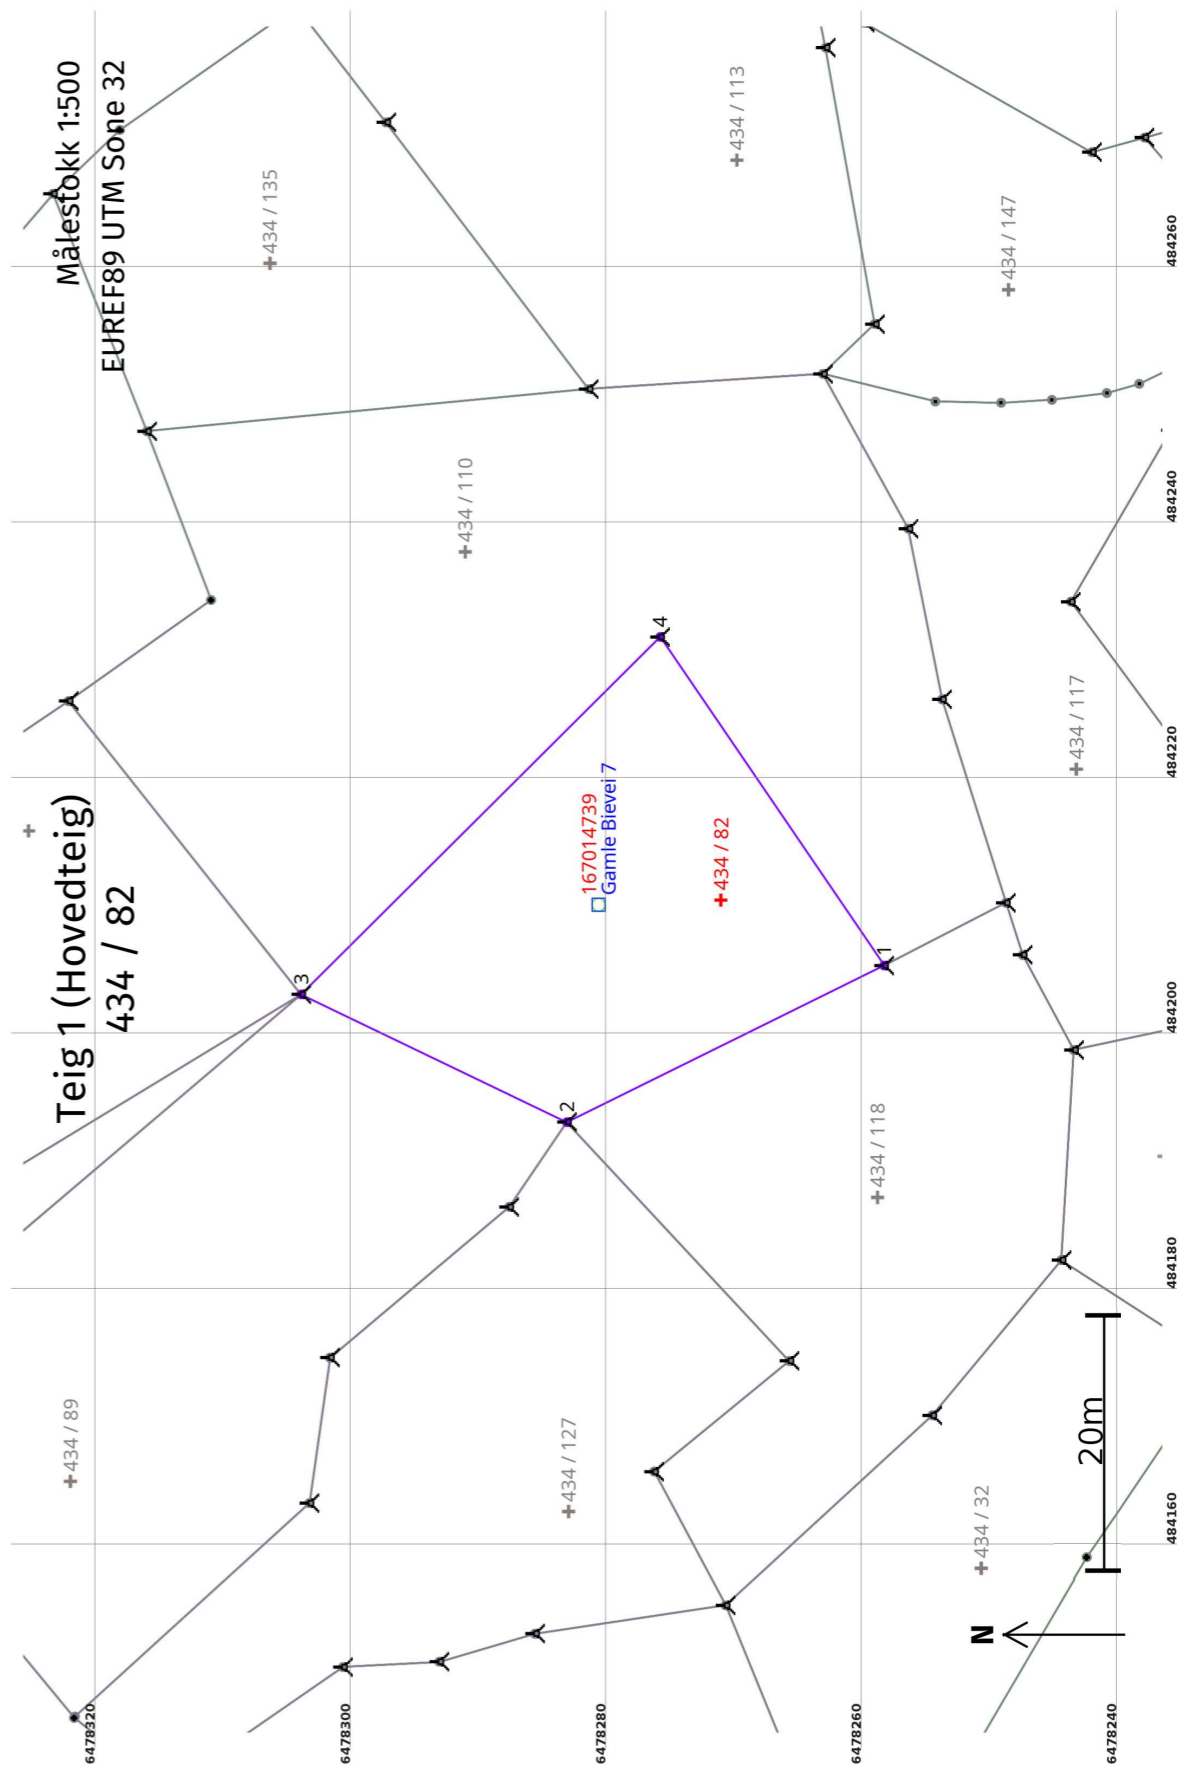 Teig 1 (Hovedteig)
434 / 82
Målestokk 1:500
EUREF89 UTM Sone 32
434 / 135
434 / 113
434 / 147
434 / 110
4
434 / 117
167014739
Gamle Bievei 7
434 / 82
3
1
2
434 / 118
434 / 89
434 / 127
434 / 32
20m
N
6478320
6478300
6478280
6478260
6478240
484160
484180
484200
484220
484240
484260